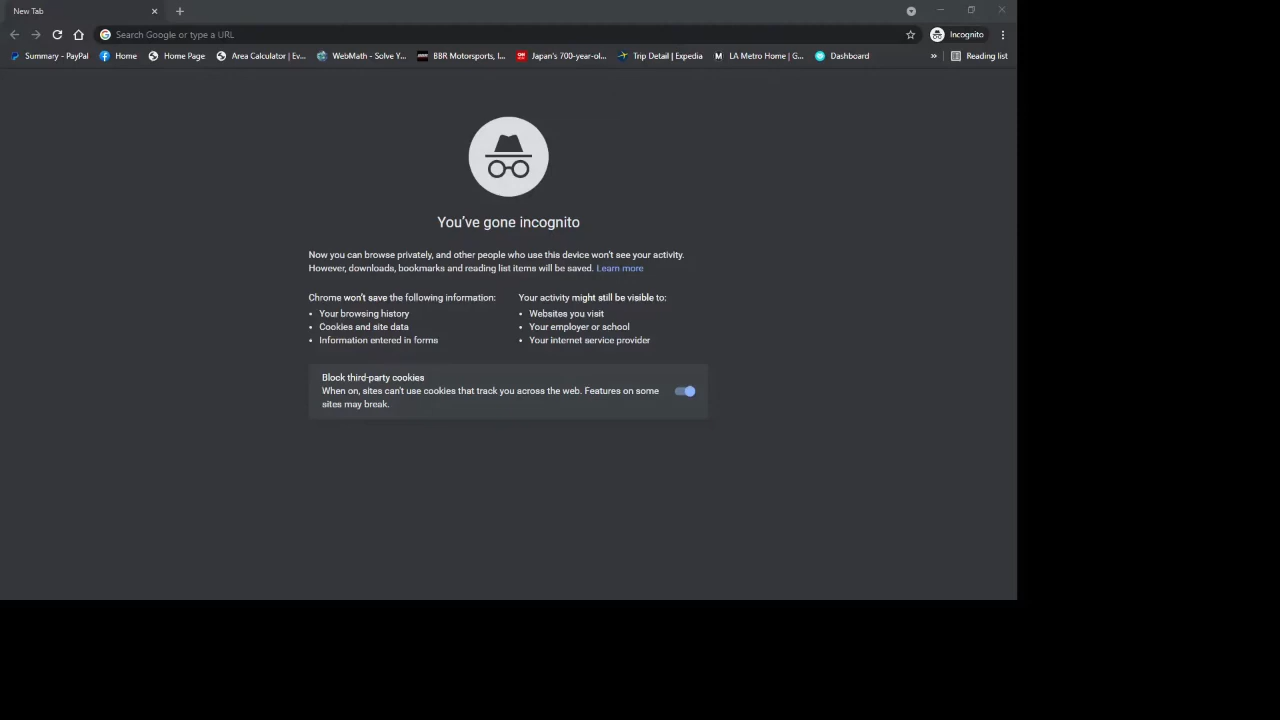 New Tab
Search Google or type a URL
Incognito
Summary - PayPal Home Home Page Area Calculator | Ev... WebMath - Solve Y... BBR Motorsports, I... Japan's 700-year-ol... Trip Detail | Expedia LA Metro Home | G... Dashboard » Reading list
You've gone incognito
Now you can browse privately, and other people who use this device won't see your activity.
However, downloads, bookmarks and reading list items will be saved. Learn more
Chrome won't save the following information:
• Your browsing history
• Cookies and site data
• Information entered in forms
Your activity might still be visible to:
• Websites you visit
• Your employer or school
• Your internet service provider
Block third-party cookies
When on, sites can't use cookies that track you across the web. Features on some
sites may break.